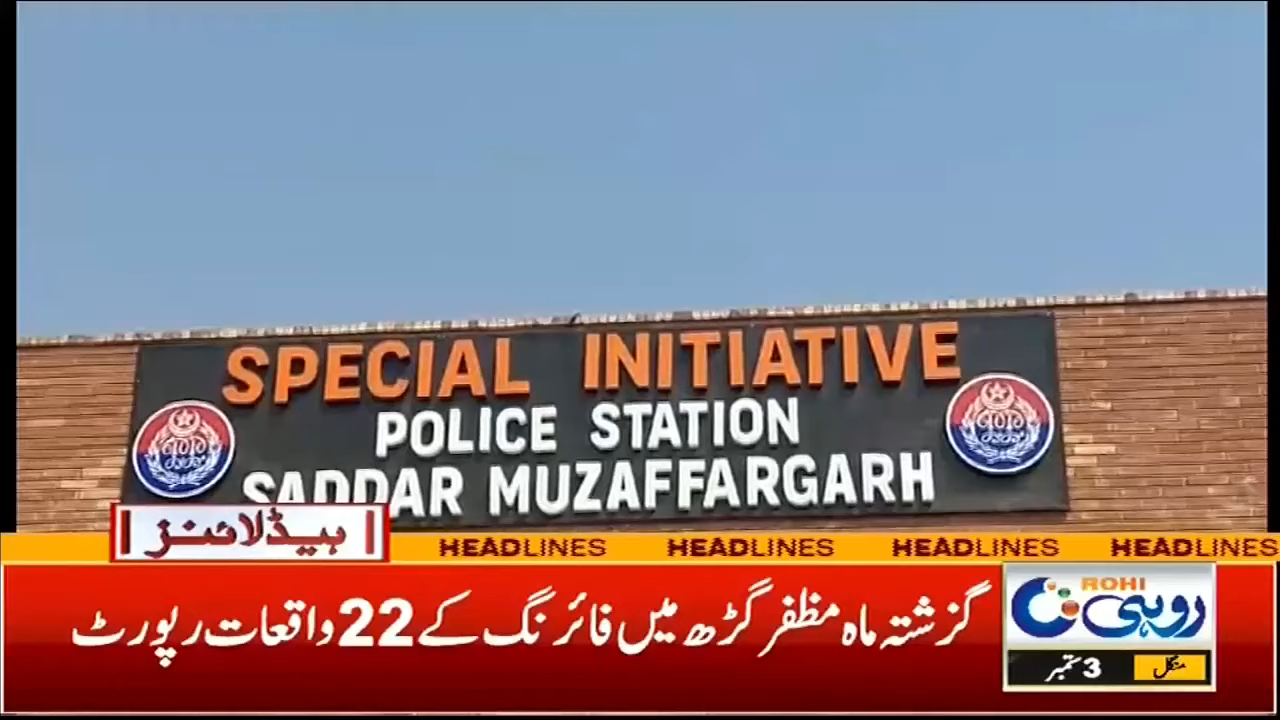 SPECIAL INITIATIVE
POLICE STATION
SADDAR MUZAFFARGARH
ہیڈلائنز
HEADLINES HEADLINES HEADLINES HEADLINES
گزشتہ ماہ مظفر گڑھ میں فائرنگ کے 22 واقعات رپورٹ
ROHI
روہی
منگل
3 ستمبر